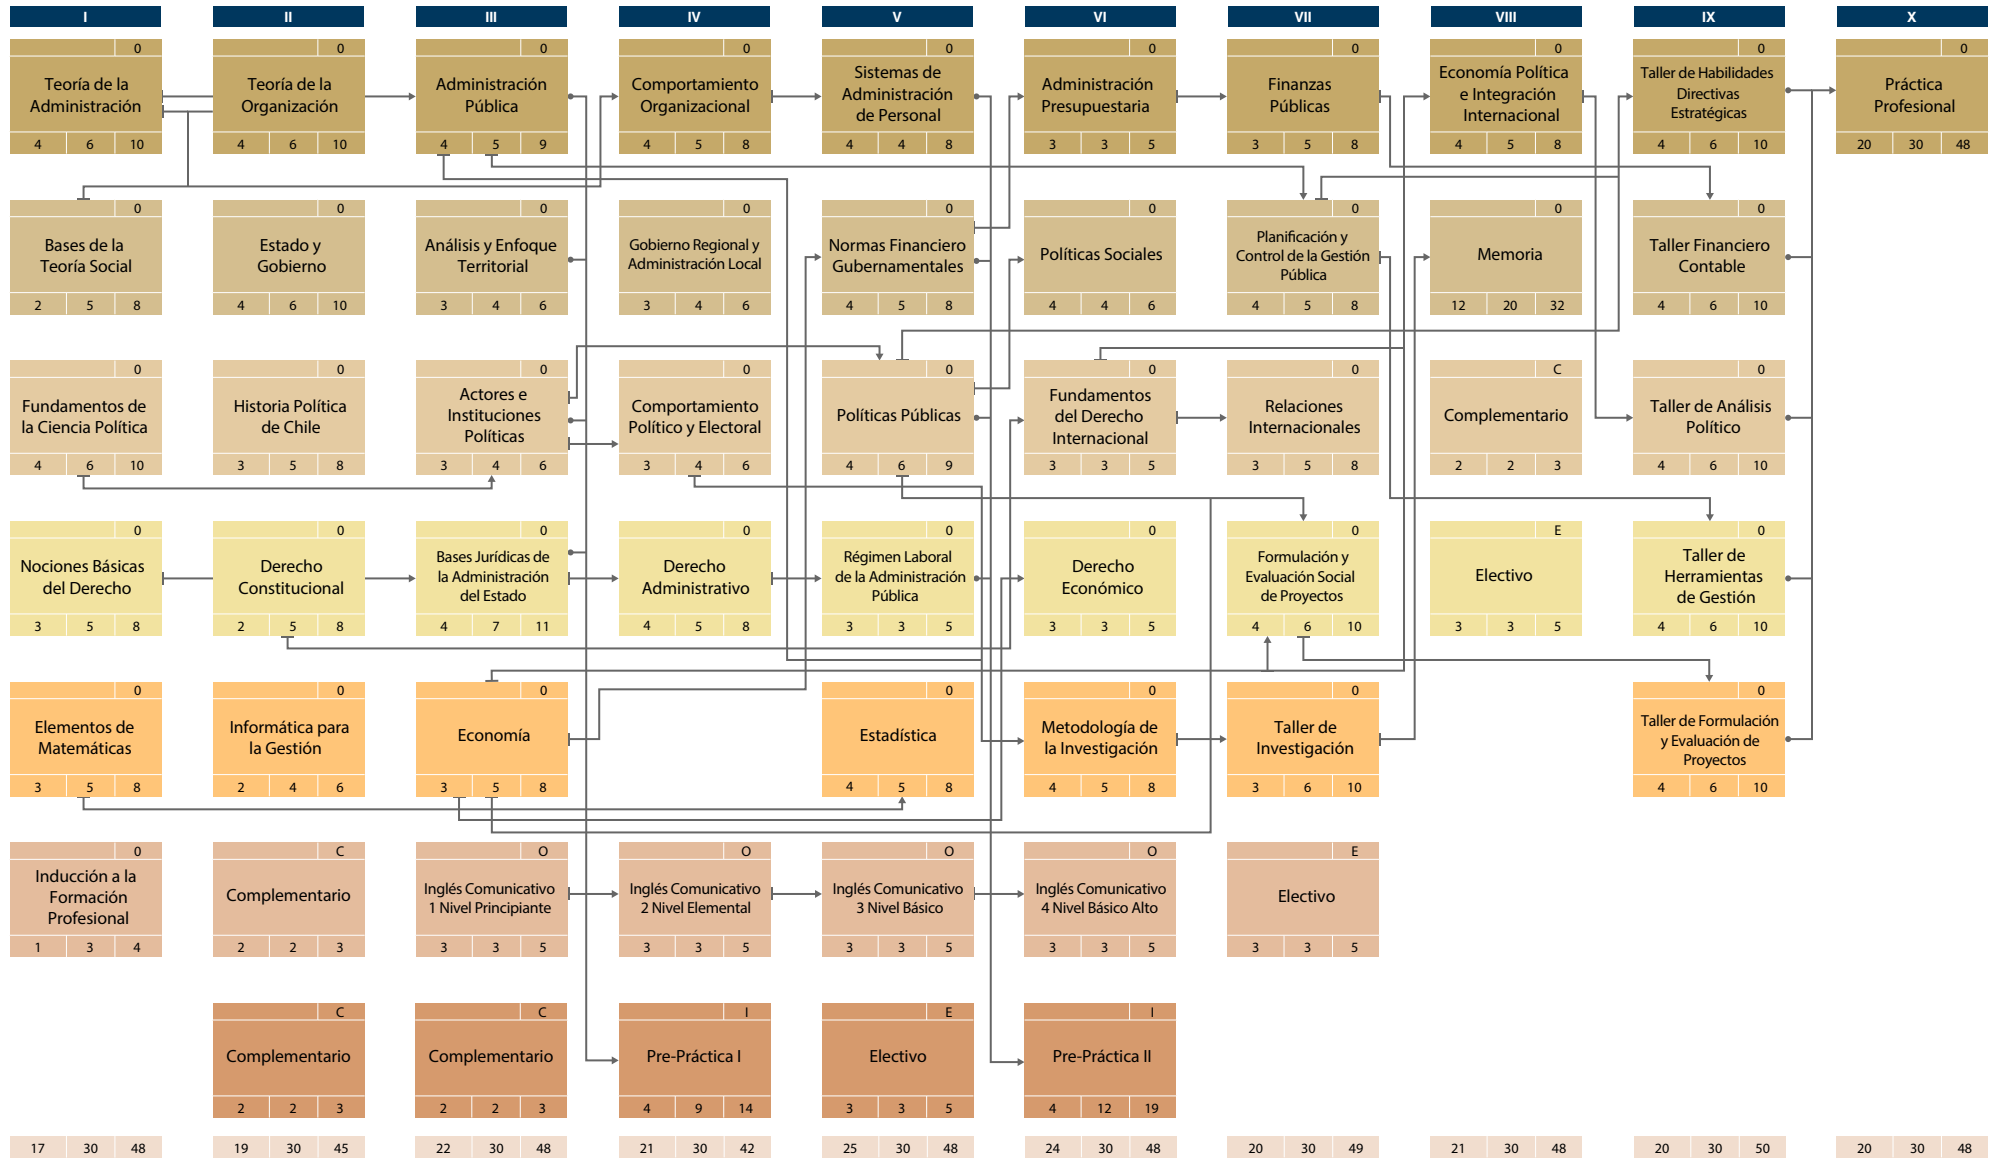 I II III IV V VI VII VIII IX X
0 0 0 0 0 0 0 0 0 0
Teoría de la
Administración
Teoría de la
Organización
Administración
Pública
Comportamiento
Organizacional
Sistemas de
Administración
de Personal
Administración
Presupuestaria
Finanzas
Públicas
Economía Política
e Integración
Internacional
Taller de Habilidades
Directivas
Estratégicas
Práctica
Profesional
4 6 10 4 6 10 4 5 9 4 5 8 4 4 8 3 3 5 3 5 8 4 5 8 4 6 10 20 30 48
0 0 0 0 0 0 0 0 0
Bases de la
Teoría Social
Estado y
Gobierno
Análisis y Enfoque
Territorial
Gobierno Regional y
Administración Local
Normas Financiero
Gubernamentales
Políticas Sociales
Planificación y
Control de la Gestión
Pública
Memoria
Taller Financiero
Contable
2 5 8 4 6 10 3 4 6 3 4 6 4 5 8 4 4 6 4 5 8 12 20 32 4 6 10
0 0 0 0 0 0 0 C 0
Fundamentos de
la Ciencia Política
Historia Política
de Chile
Actores e
Instituciones
Políticas
Comportamiento
Político y Electoral
Políticas Públicas
Fundamentos
del Derecho
Internacional
Relaciones
Internacionales
Complementario
Taller de Análisis
Político
4 6 10 3 5 8 3 4 6 3 4 6 4 6 9 3 3 5 3 5 8 2 2 3 4 6 10
0 0 0 0 0 0 0 E 0
Nociones Básicas
del Derecho
Derecho
Constitucional
Bases Jurídicas de
la Administración
del Estado
Derecho
Administrativo
Régimen Laboral
de la Administración
Pública
Derecho
Económico
Formulación y
Evaluación Social
de Proyectos
Electivo
Taller de
Herramientas
de Gestión
3 5 8 2 5 8 4 7 11 4 5 8 3 3 5 3 3 5 4 6 10 3 3 5 4 6 10
0 0 0 0 0 0 0
Elementos de
Matemáticas
Informática para
la Gestión
Economía
Estadística
Metodología de
la Investigación
Taller de
Investigación
Taller de Formulación
y Evaluación de
Proyectos
3 5 8 2 4 6 3 5 8 4 5 8 4 5 8 3 6 10 4 6 10
0 C O O O O E
Inducción a la
Formación
Profesional
Complementario
Inglés Comunicativo
1 Nivel Principiante
Inglés Comunicativo
2 Nivel Elemental
Inglés Comunicativo
3 Nivel Básico
Inglés Comunicativo
4 Nivel Básico Alto
Electivo
1 3 4 2 2 3 3 3 5 3 3 5 3 3 5 3 3 5 3 3 5
C C I E I
Complementario
Complementario
Pre-Práctica I
Electivo
Pre-Práctica II
2 2 3 2 2 3 4 9 14 3 3 5 4 12 19
17 30 48 19 30 45 22 30 48 21 30 42 25 30 48 24 30 48 20 30 49 21 30 48 20 30 50 20 30 48